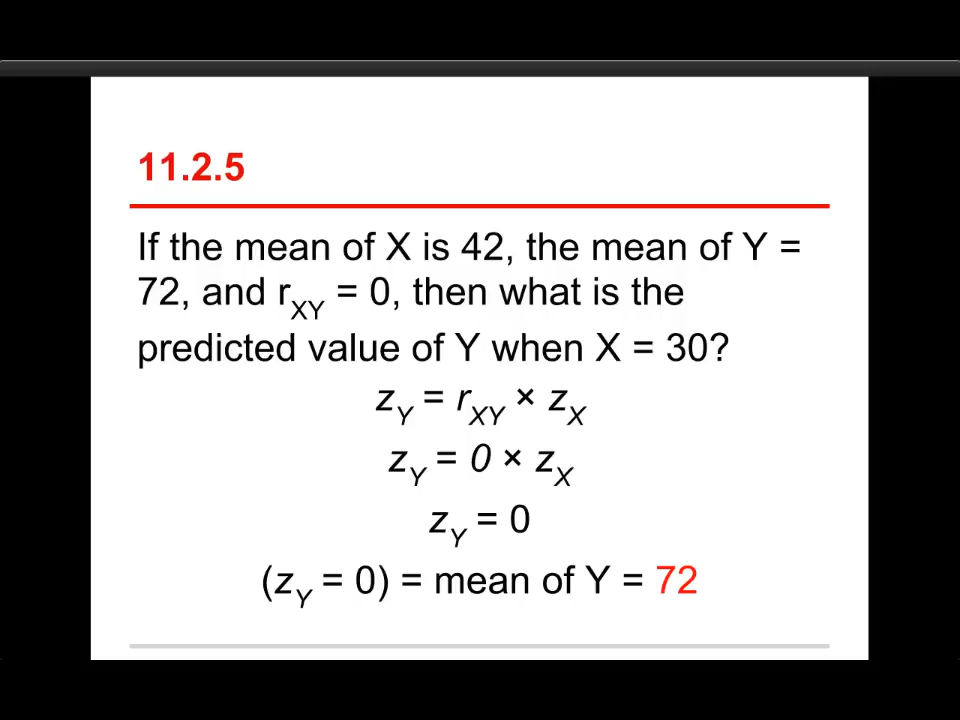 11.2.5
If the mean of X is 42, the mean of Y =
72, and rXY = 0, then what is the
predicted value of Y when X = 30?
zY = rXY × zX
zY = 0 × zX
zY = 0
(zY = 0) = mean of Y = 72